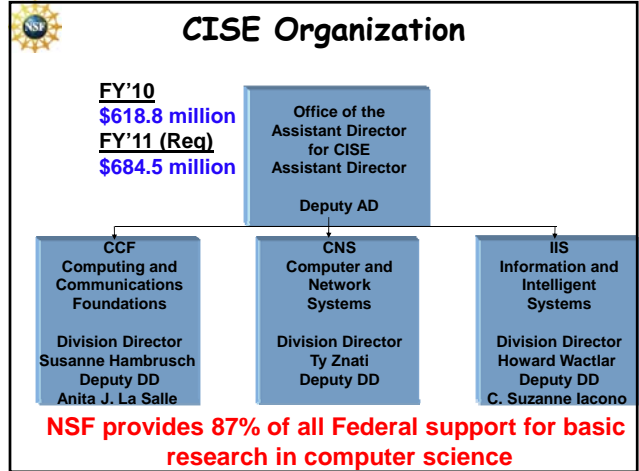 NSF
CISE Organization
FY'10
$618.8 million
FY'11 (Req)
$684.5 million
Office of the
Assistant Director
for CISE
Assistant Director
Deputy AD
CCF
Computing and
Communications
Foundations
Division Director
Susanne Hambrusch
Deputy DD
Anita J. La Salle
CNS
Computer and
Network
Systems
Division Director
Ty Znati
Deputy DD
IIS
Information and
Intelligent
Systems
Division Director
Howard Wactlar
Deputy DD
C. Suzanne Iacono
NSF provides 87% of all Federal support for basic
research in computer science